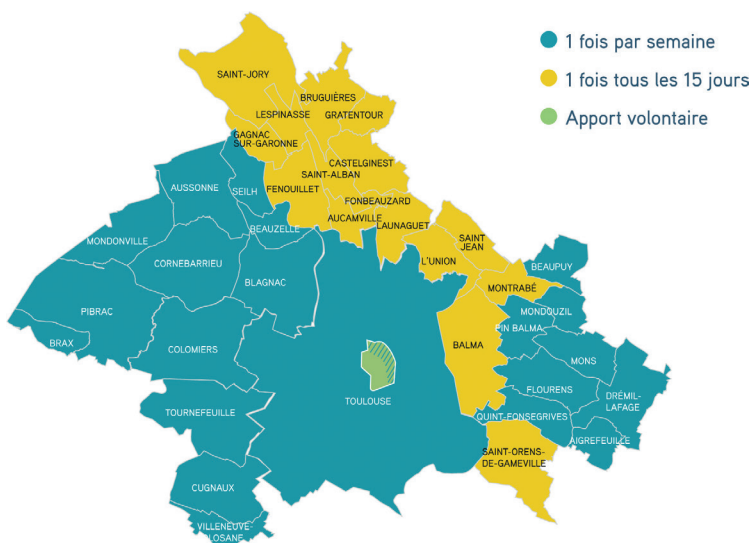 1 fois par semaine
1 fois tous les 15 jours
Apport volontaire
SAINT-JORY
BRUGUIÈRES
LESPINASSE
GRATENTOUR
GAGNAC
SUR-GARONNE
CASTELGINEST
SAINT-ALBAN
AUSSONNE
SEILH
FENOUILLET
FONBEAUZARD
AUCAMVILLE
LAUNAGUET
BEAUZELLE
MONDONVILLE
SAINT
JEAN
L'UNION
CORNEBARRIEU
BEAUPUY
BLAGNAC
MONTRABÉ
PIBRAC
MONDOUZIL
PIN BALMA
BRAX
COLOMIERS
BALMA
MONS
FLOURENS
DRÉMIL-
LAFAGE
TOULOUSE
TOURNEFEUILLE
QUINT-FONSEGRIVES
AIGREFEUILLE
SAINT-ORENS-
DE-GAMEVILLE
CUGNAUX
VILLENEUVE-